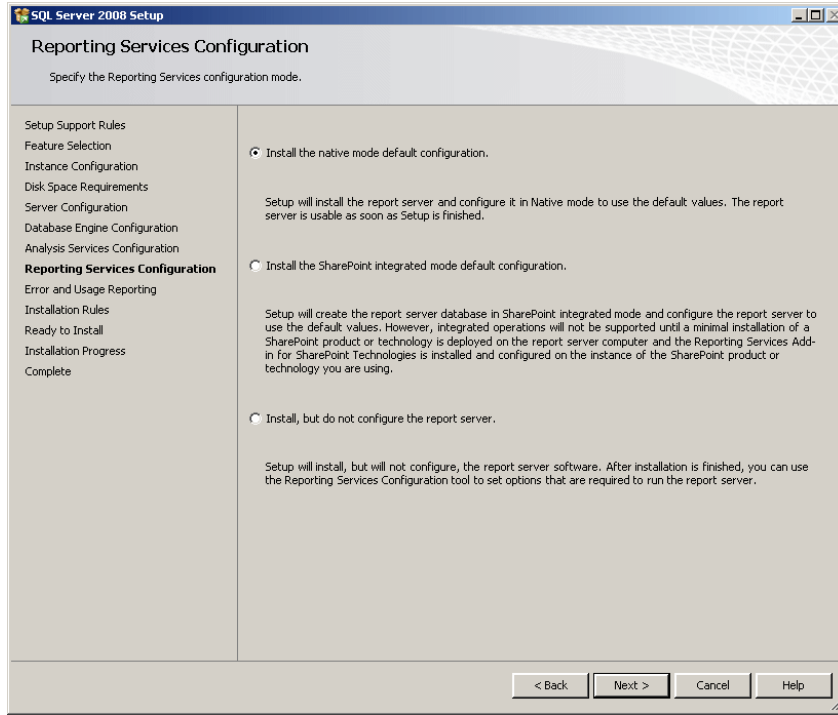 SQL Server 2008 Setup
Reporting Services Configuration
Specify the Reporting Services configuration mode.
Setup Support Rules
Feature Selection
Instance Configuration
Disk Space Requirements
Server Configuration
Database Engine Configuration
Analysis Services Configuration
Reporting Services Configuration
Error and Usage Reporting
Installation Rules
Ready to Install
Installation Progress
Complete
Install the native mode default configuration.
Setup will install the report server and configure it in Native mode to use the default values. The report
server is usable as soon as Setup is finished.
Install the SharePoint integrated mode default configuration.
Setup will create the report server database in SharePoint integrated mode and configure the report server to
use the default values. However, integrated operations will not be supported until a minimal installation of a
SharePoint product or technology is deployed on the report server computer and the Reporting Services Add-
in for SharePoint Technologies is installed and configured on the instance of the SharePoint product or
technology you are using.
Install, but do not configure the report server.
Setup will install, but will not configure, the report server software. After installation is finished, you can use
the Reporting Services Configuration tool to set options that are required to run the report server.
< Back Next > Cancel Help